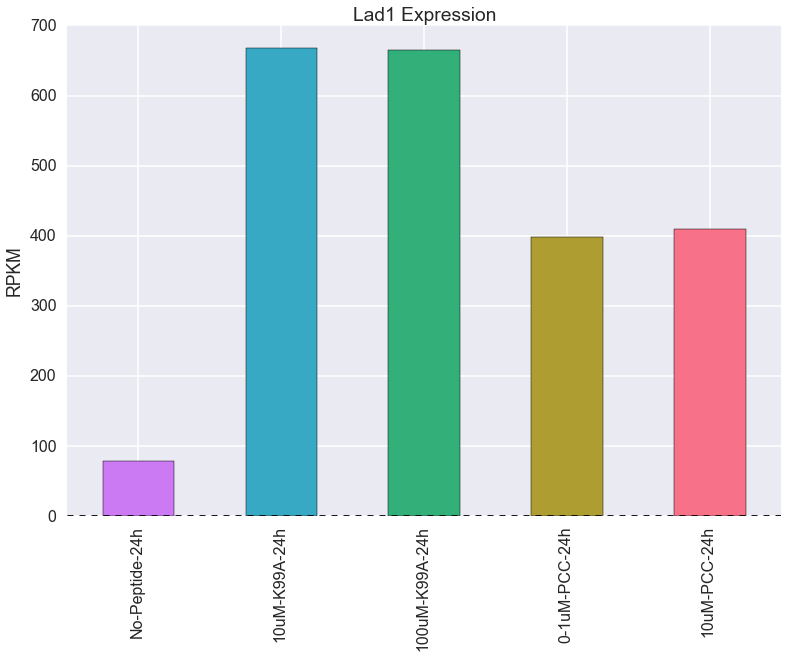 Lad1 Expression
700
600
500
400
300
200
100
0
RPKM
No-Peptide-24h
10uM-K99A-24h
100uM-K99A-24h
0-1uM-PCC-24h
10uM-PCC-24h